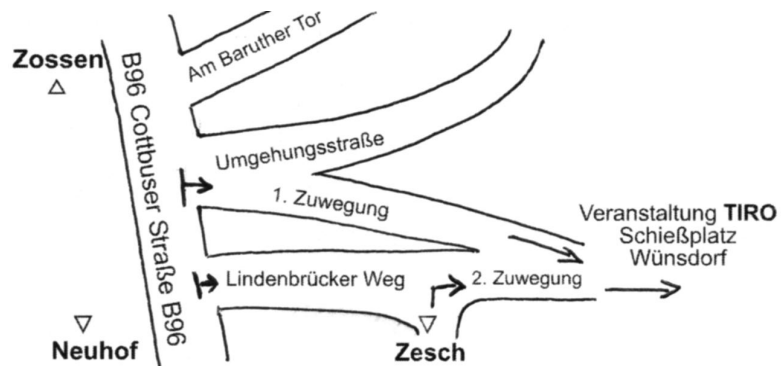 Am Baruther Tor
Zossen
B96 Cottbuser Straße B96
Umgehungsstraße
1. Zuwegung
Veranstaltung TIRO
Schießplatz
Wünsdorf
Lindenbrücker Weg
2. Zuwegung
Neuhof
Zesch